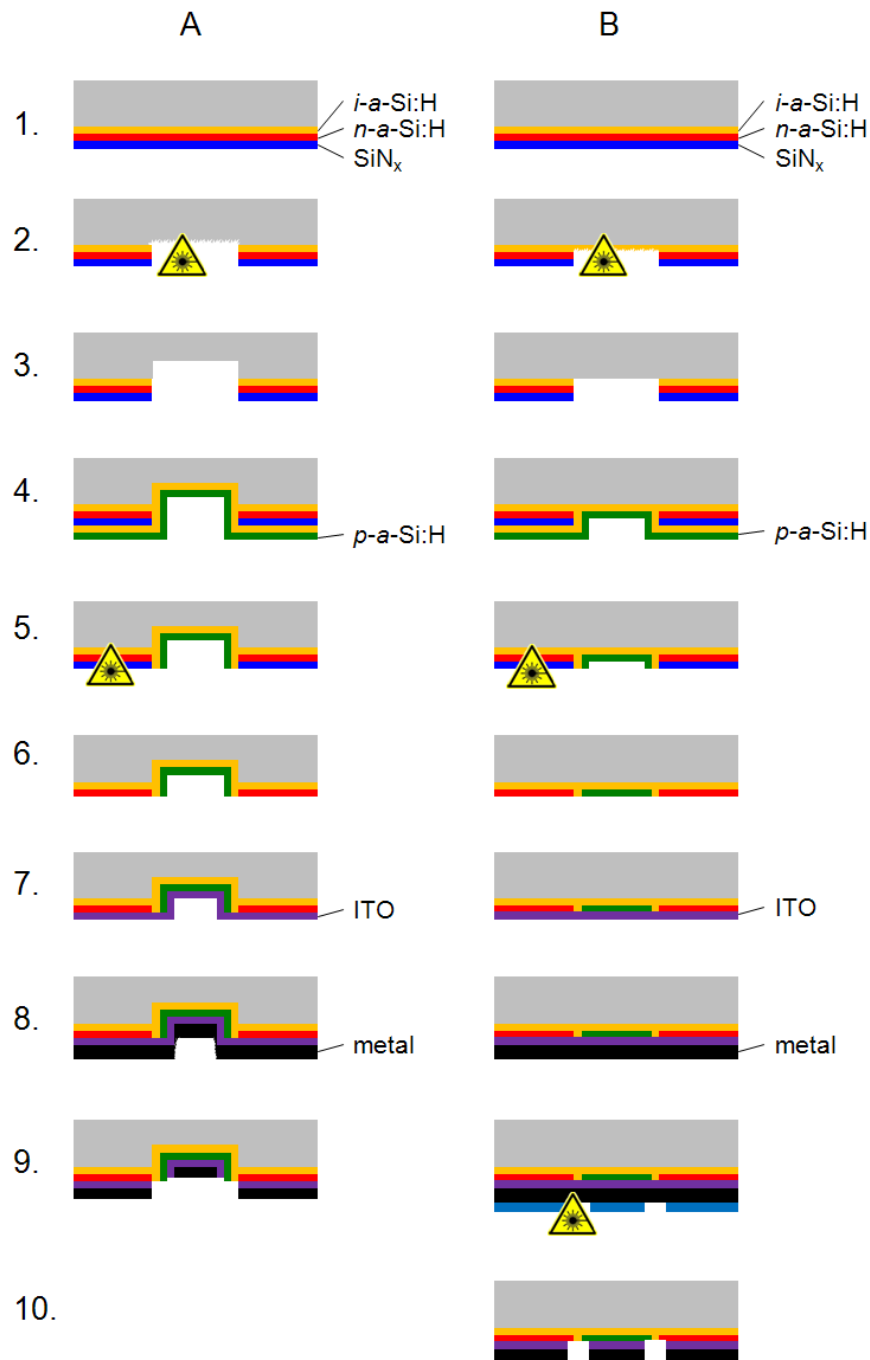 A B
1.
i-a-Si:H i-a-Si:H
n-a-Si:H n-a-Si:H
SiNx SiNx
2.
3.
4.
p-a-Si:H p-a-Si:H
5.
6.
7.
ITO ITO
8.
metal metal
9.
10.